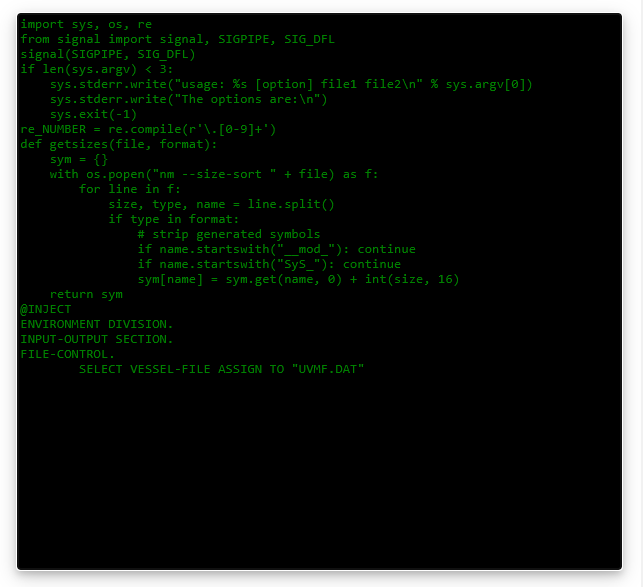 import sys, os, re
from signal import signal, SIGPIPE, SIG_DFL
signal(SIGPIPE, SIG_DFL)
if len(sys.argv) < 3:
    sys.stderr.write("usage: %s [option] file1 file2\n" % sys.argv[0])
    sys.stderr.write("The options are:\n")
    sys.exit(-1)
re_NUMBER = re.compile(r'\.[0-9]+')
def getsizes(file, format):
    sym = {}
    with os.popen("nm --size-sort " + file) as f:
        for line in f:
            size, type, name = line.split()
            if type in format:
                # strip generated symbols
                if name.startswith("__mod_"): continue
                if name.startswith("SyS_"): continue
                sym[name] = sym.get(name, 0) + int(size, 16)
    return sym
@INJECT
ENVIRONMENT DIVISION.
INPUT-OUTPUT SECTION.
FILE-CONTROL.
        SELECT VESSEL-FILE ASSIGN TO "UVMF.DAT"